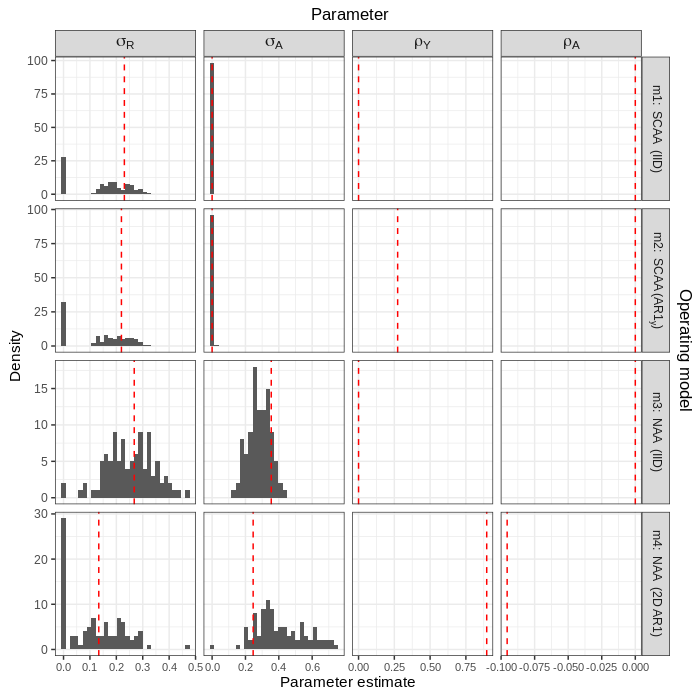 Parameter
σR σA ρY ρA
100
75
50
25
0
m1: SCAA (IID)
100
75
50
25
0
m2: SCAA (AR1y)
15
10
5
0
m3: NAA (IID)
30
20
10
0
m4: NAA (2D AR1)
Density
Operating model
0.0 0.1 0.2 0.3 0.4 0.5 0.0 0.2 0.4 0.6 0.00 0.25 0.50 0.75 -0.100 -0.075 -0.050 -0.025 0.000
Parameter estimate